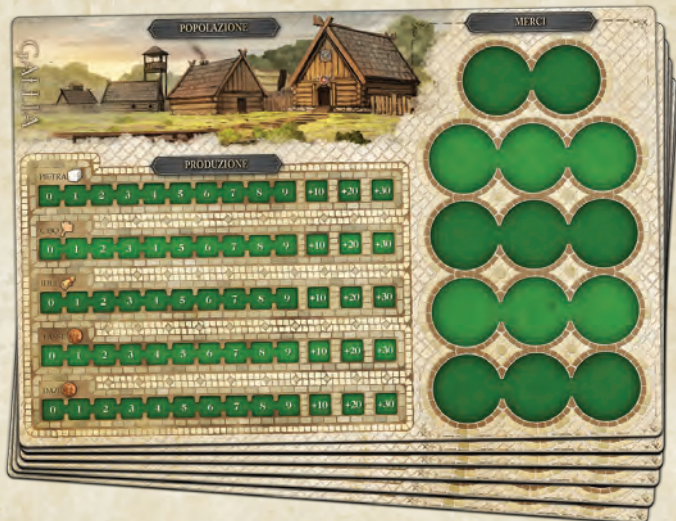 POPOLAZIONE
MERCI
GALLIA
PRODUZIONE
PIETRA
0 1 2 3 4 5 6 7 8 9 +10 +20 +30
CIBO
0 1 2 3 4 5 6 7 8 9 +10 +20 +30
IDEE
0 1 2 3 4 5 6 7 8 9 +10 +20 +30
TASSE
0 1 2 3 4 5 6 7 8 9 +10 +20 +30
DAZI
0 1 2 3 4 5 6 7 8 9 +10 +20 +30